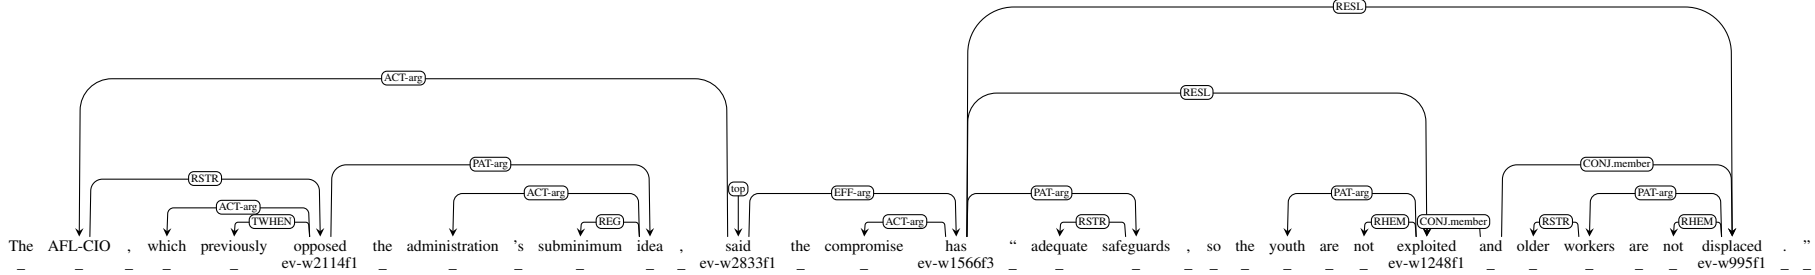 RESL
ACT-arg
RESL
PAT-arg
CONJ.member
RSTR
top
ACT-arg
EFF-arg
PAT-arg
PAT-arg
PAT-arg
ACT-arg
TWHEN
REG
ACT-arg
RSTR
RHEM
CONJ.member
RSTR
RHEM
The AFL-CIO , which previously opposed the administration 's subminimum idea , said the compromise has “ adequate safeguards , so the youth are not exploited and older workers are not displaced . ”
_ _ _ _ _ ev-w2114f1 _ _ _ _ _ _ ev-w2833f1 _ _ ev-w1566f3 _ _ _ _ _ _ _ _ _ ev-w1248f1 _ _ _ _ _ ev-w995f1 _ _